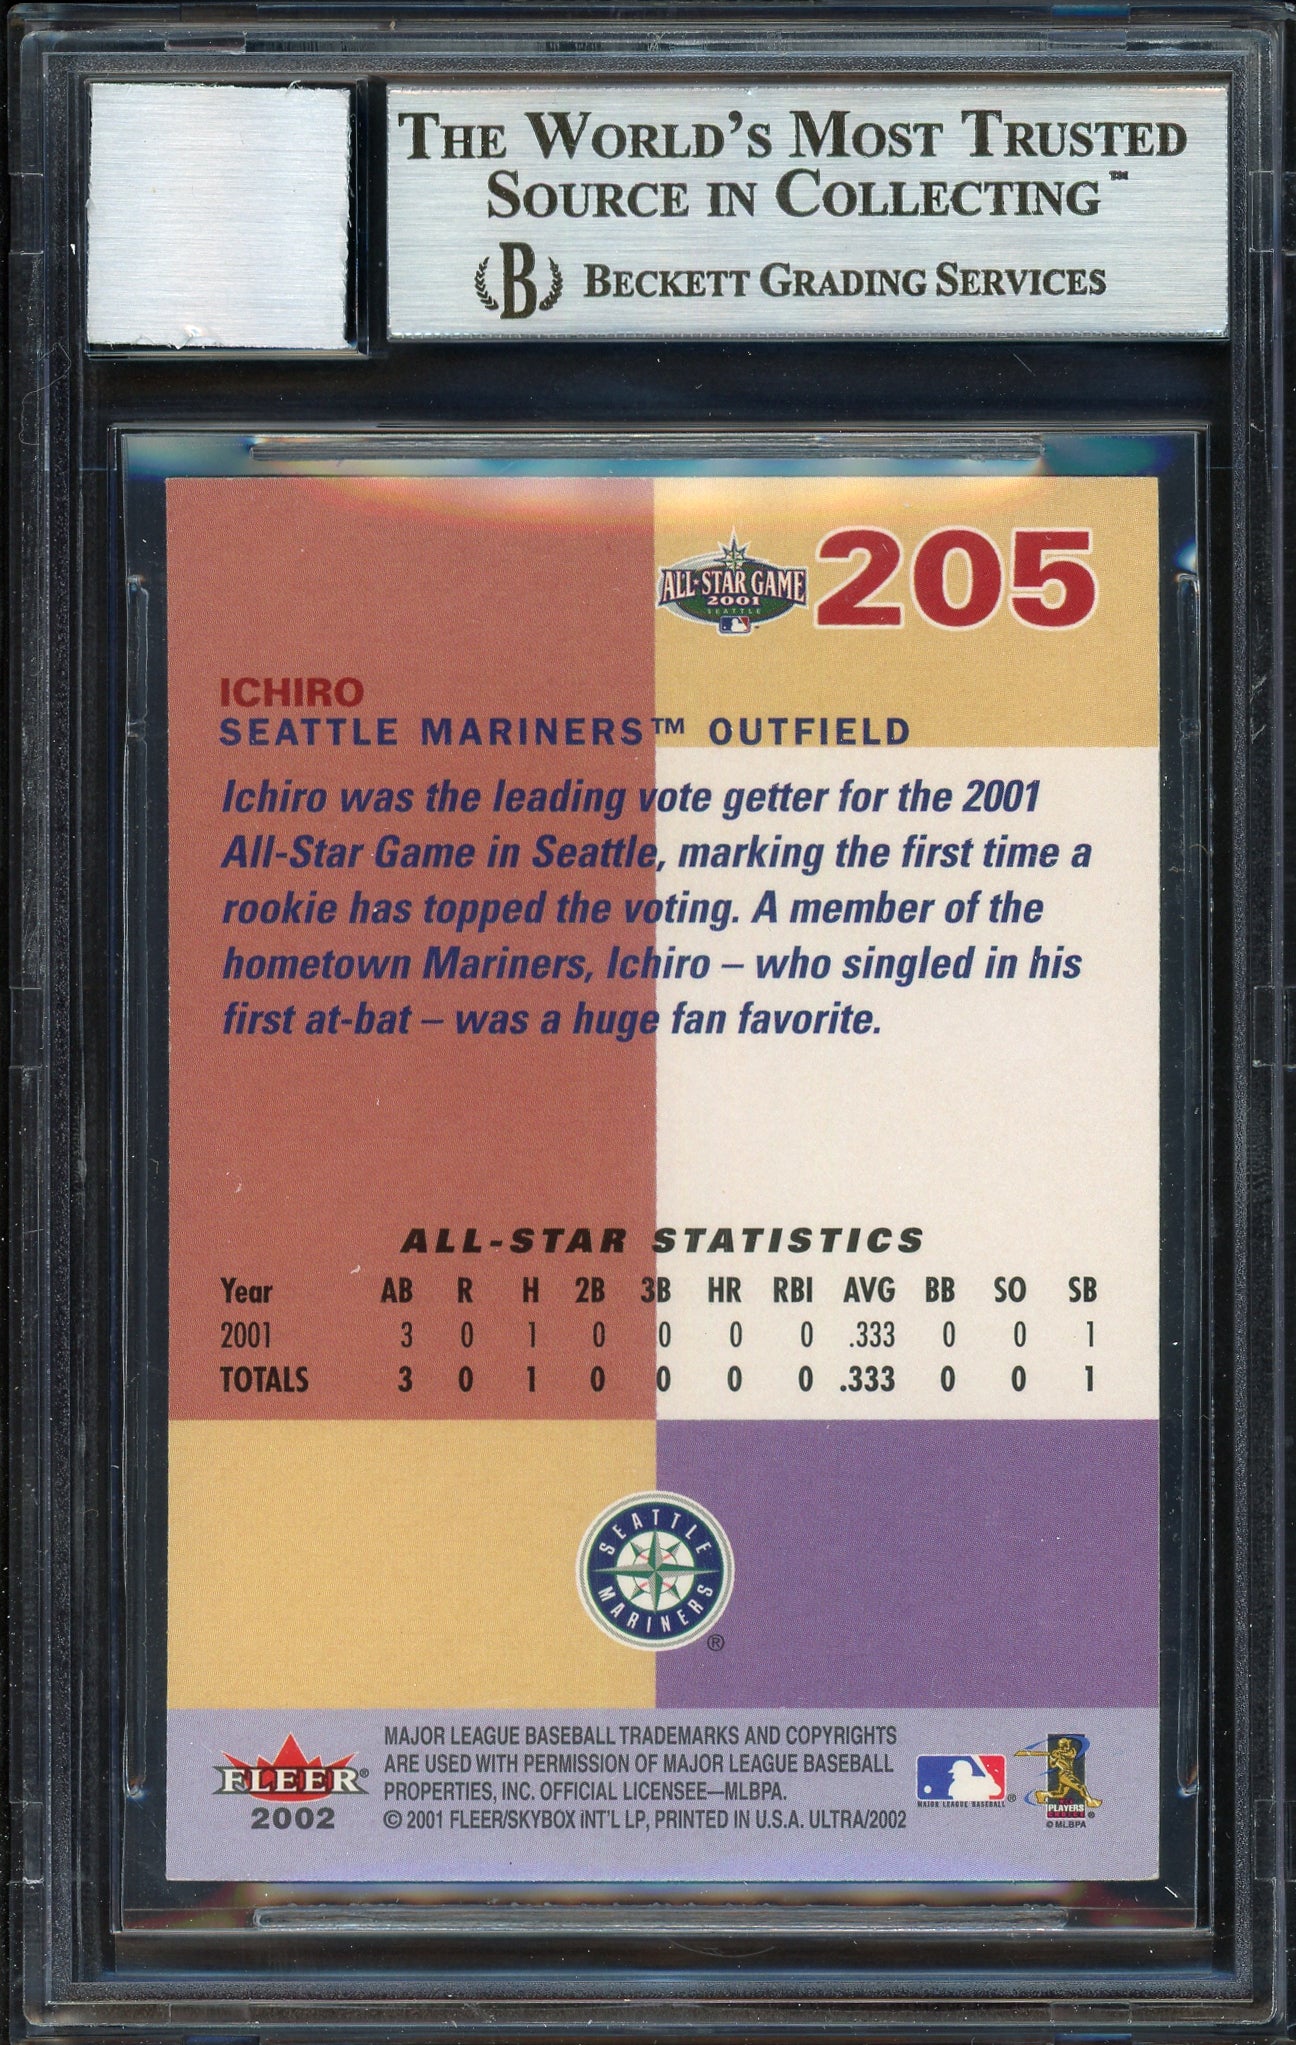 THE WORLD'S MOST TRUSTED
SOURCE IN COLLECTING™
B BECKETT GRADING SERVICES
ALL-STAR GAME
2001
SEATTLE
205
ICHIRO
SEATTLE MARINERS™ OUTFIELD
Ichiro was the leading vote getter for the 2001
All-Star Game in Seattle, marking the first time a
rookie has topped the voting. A member of the
hometown Mariners, Ichiro – who singled in his
first at-bat – was a huge fan favorite.
ALL-STAR STATISTICS
Year AB R H 2B 3B HR RBI AVG BB SO SB
2001 3 0 1 0 0 0 0 .333 0 0 1
TOTALS 3 0 1 0 0 0 0 .333 0 0 1
SEATTLE
MARINERS
®
FLEER®
2002
MAJOR LEAGUE BASEBALL TRADEMARKS AND COPYRIGHTS
ARE USED WITH PERMISSION OF MAJOR LEAGUE BASEBALL
PROPERTIES, INC. OFFICIAL LICENSEE—MLBPA.
© 2001 FLEER/SKYBOX INT'L LP, PRINTED IN U.S.A. ULTRA/2002
MAJOR LEAGUE BASEBALL®
PLAYERS
CHOICE®
© MLBPA